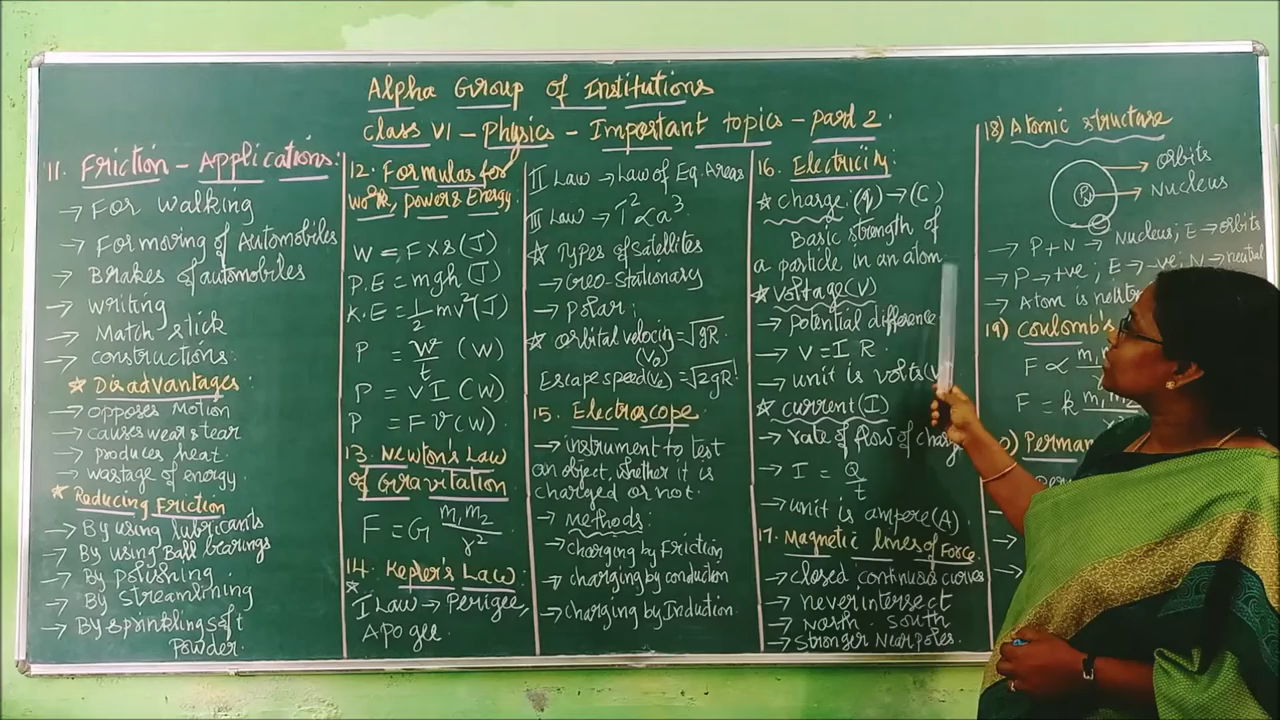 Alpha Group of Institutions
Class VI - Physics - Important topics - part 2.
11. Friction - Applications:
→ For walking
→ For moving of Automobiles
→ Brakes of automobiles
→ writing
→ Match stick
→ constructions.
★ Disadvantages:
→ opposes Motion
→ causes wear & tear
→ produces heat.
→ wastage of energy.
★ Reducing Friction
→ By using lubricants
→ By using Ball bearings
→ By polishing
→ By streamlining
→ By sprinkling soft
powder.
12. Formulas for
work, power & Energy:
W = F x s (J)
P.E = mgh (J)
K.E = 1/2 mv² (J)
P = w/t (W)
P = VI (W)
P = Fv (W).
13. Newton's Law
of Gravitation
F = G m₁m₂/r²
14. Kepler's Law:
★
I Law → Perigee,
Apogee.
II Law → Law of Eq. Areas
III Law → T² ∝ a³.
★ Types of Satellites
→ Geo-Stationary
→ polar.
★ orbital velocity = √gR.
(Vo)
Escape speed (Ve) = √2gR
15. Electroscope
→ instrument to test
an object, whether it is
charged or not.
→ methods:
→ charging by Friction
→ charging by conduction
→ charging by Induction.
16. Electricity:
★ charge: (q) → (C)
Basic strength of
a particle in an atom
★ Voltage (V)
→ potential difference
→ V = I R.
→ unit is volts (V
★ current (I)
→ rate of flow of charge
→ I = Q/t
→ unit is ampere (A).
17. Magnetic lines of Force.
→ closed continuous curves
→ never intersect
→ North - South
→ Stronger Near poles.
18) Atomic structure
→ orbits
→ Nucleus
→ P+N → Nucleus; E → orbits
→ P → +ve; E → -ve; N → neutral
→ Atom is
19) Coulomb's
F ∝ m₁
F = k m₁m₂